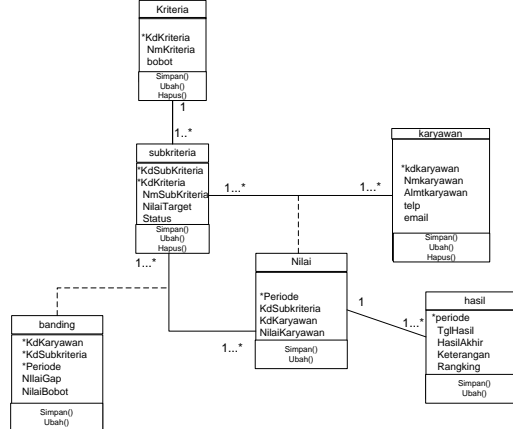 Kriteria
*KdKriteria
NmKriteria
bobot
Simpan()
Ubah()
Hapus()
1
1..*
subkriteria
*KdSubKriteria
*KdKriteria
NmSubKriteria
NilaiTarget
Status
Simpan()
Ubah()
Hapus()
1...*
1...*
karyawan
*kdkaryawan
Nmkaryawan
Almtkaryawan
telp
email
Simpan()
Ubah()
Hapus()
1...*
Nilai
*Periode
KdSubkriteria
KdKaryawan
NilaiKaryawan
Simpan()
Ubah()
1
1...*
1...*
hasil
*periode
TglHasil
HasilAkhir
Keterangan
Rangking
Simpan()
Ubah()
banding
*KdKaryawan
*KdSubkriteria
*Periode
NIlaiGap
NilaiBobot
Simpan()
Ubah()